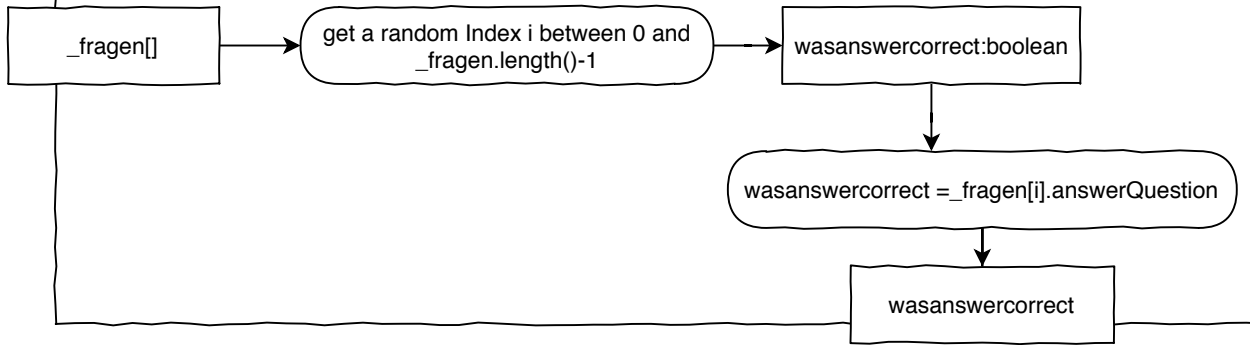 _fragen[]
get a random Index i between 0 and
_fragen.length()-1
wasanswercorrect:boolean
wasanswercorrect =_fragen[i].answerQuestion
wasanswercorrect